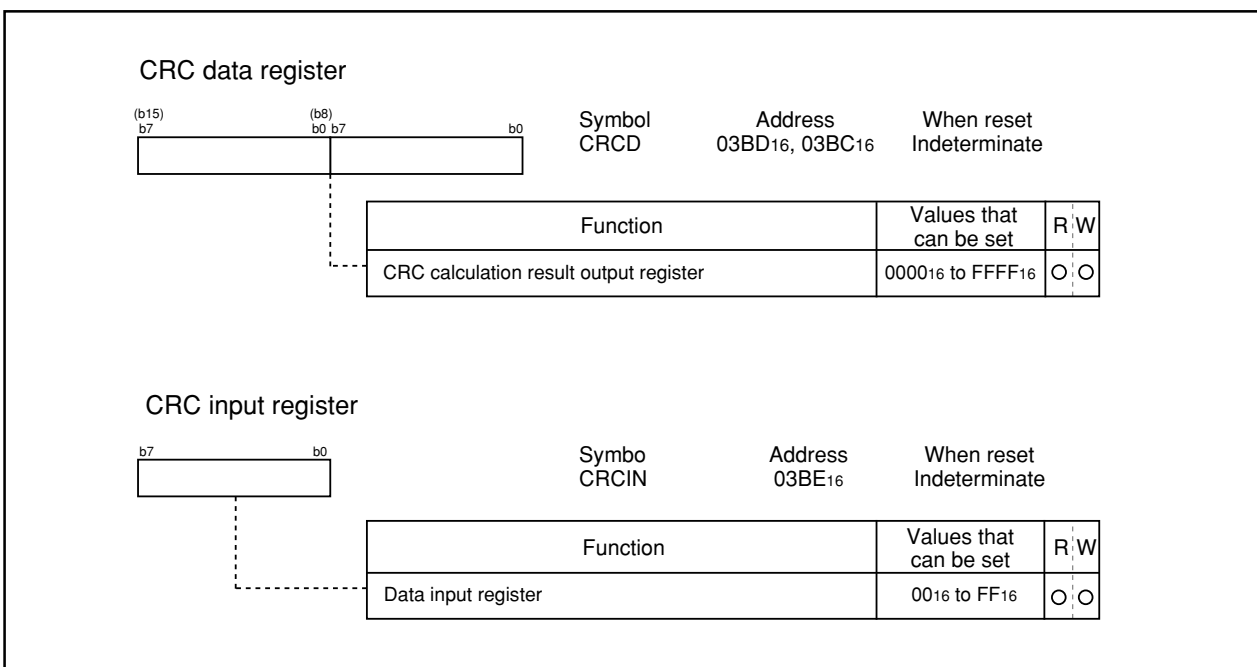 CRC data register
(b15) (b8)
b7 b0 b7 b0
Symbol Address When reset
CRCD 03BD16, 03BC16 Indeterminate
Function Values that can be set R W
CRC calculation result output register 000016 to FFFF16 O O
CRC input register
b7 b0
Symbo Address When reset
CRCIN 03BE16 Indeterminate
Function Values that can be set R W
Data input register 0016 to FF16 O O